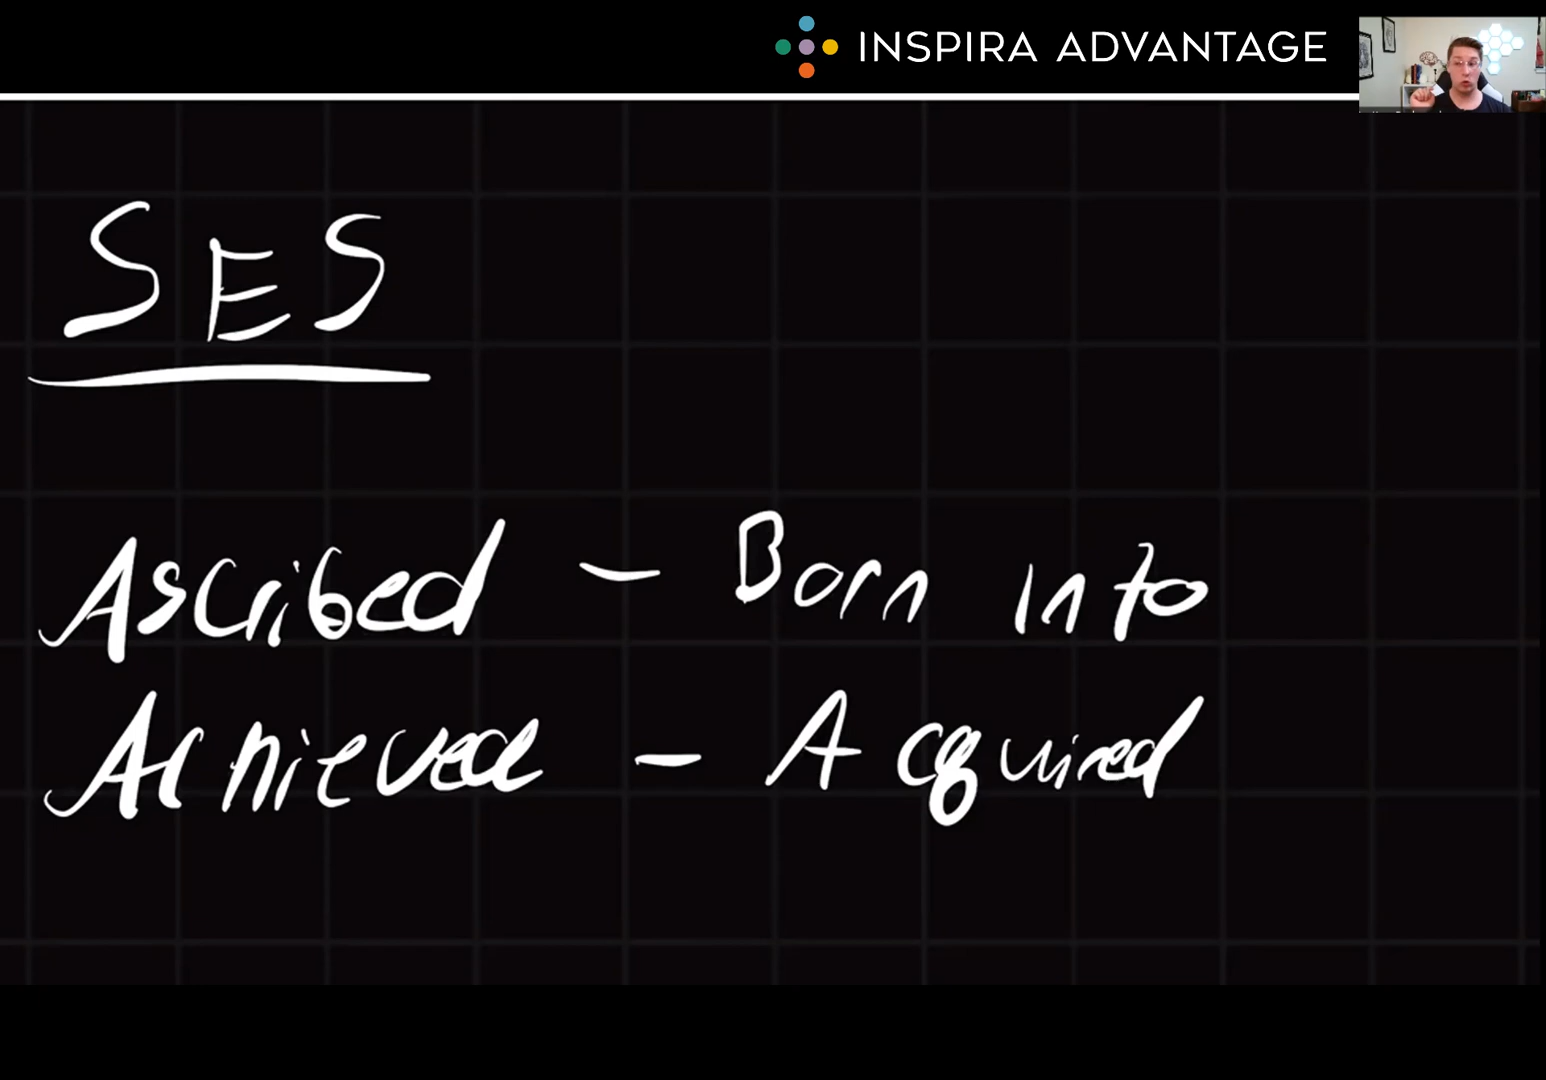 INSPIRA ADVANTAGE
SES
Ascribed - Born into
Achieved - Acquired